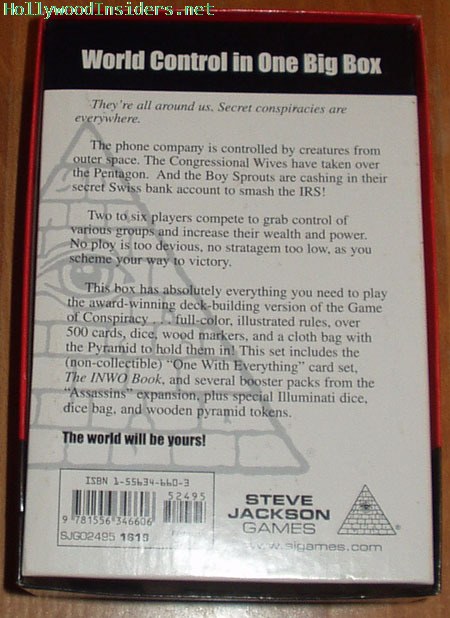 HollywoodInsiders.net
World Control in One Big Box
They're all around us. Secret conspiracies are
everywhere.
The phone company is controlled by creatures from
outer space. The Congressional Wives have taken over
the Pentagon. And the Boy Sprouts are cashing in their
secret Swiss bank account to smash the IRS!
Two to six players compete to grab control of
various groups and increase their wealth and power.
No ploy is too devious, no stratagem too low, as you
scheme your way to victory.
This box has absolutely everything you need to play
the award-winning deck-building version of the Game
of Conspiracy . . . full-color, illustrated rules, over
500 cards, dice, wood markers, and a cloth bag with
the Pyramid to hold them in! This set includes the
(non-collectible) “One With Everything” card set,
The INWO Book, and several booster packs from the
“Assassins” expansion, plus special Illuminati dice,
dice bag, and wooden pyramid tokens.
The world will be yours!
ISBN 1-55634-660-3
52495
9 781556 346606
SJG02495 1616
STEVE
JACKSON
GAMES
®
www.sjgames.com